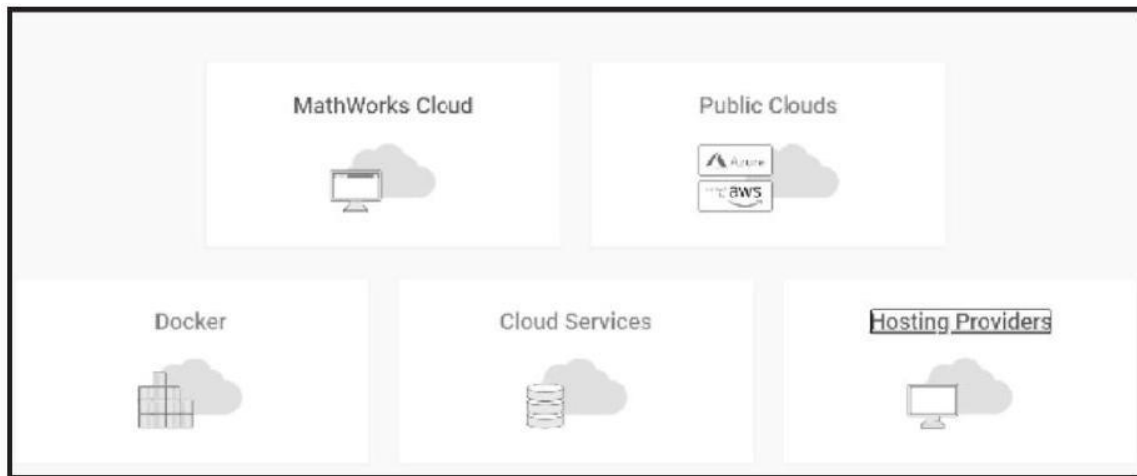 MathWorks Cloud
Public Clouds
Azure
aws
Docker
Cloud Services
Hosting Providers